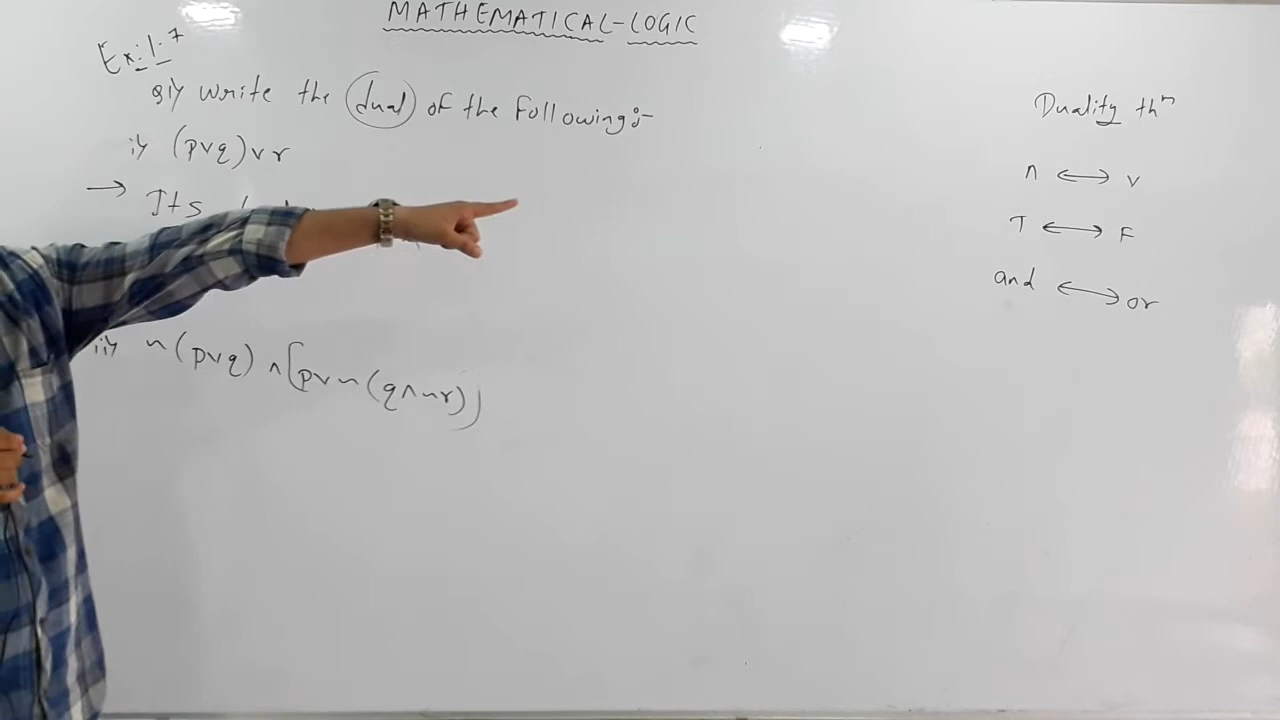 MATHEMATICAL-LOGIC
Ex:1.7
Q1) Write the dual of the following:-
i) (p∨q)∨r
→ Its
ii) ~(p∨q) ∧ [p∨~(q∧~r)]
Duality thm
∧ ↔ ∨
T ↔ F
and ↔ or